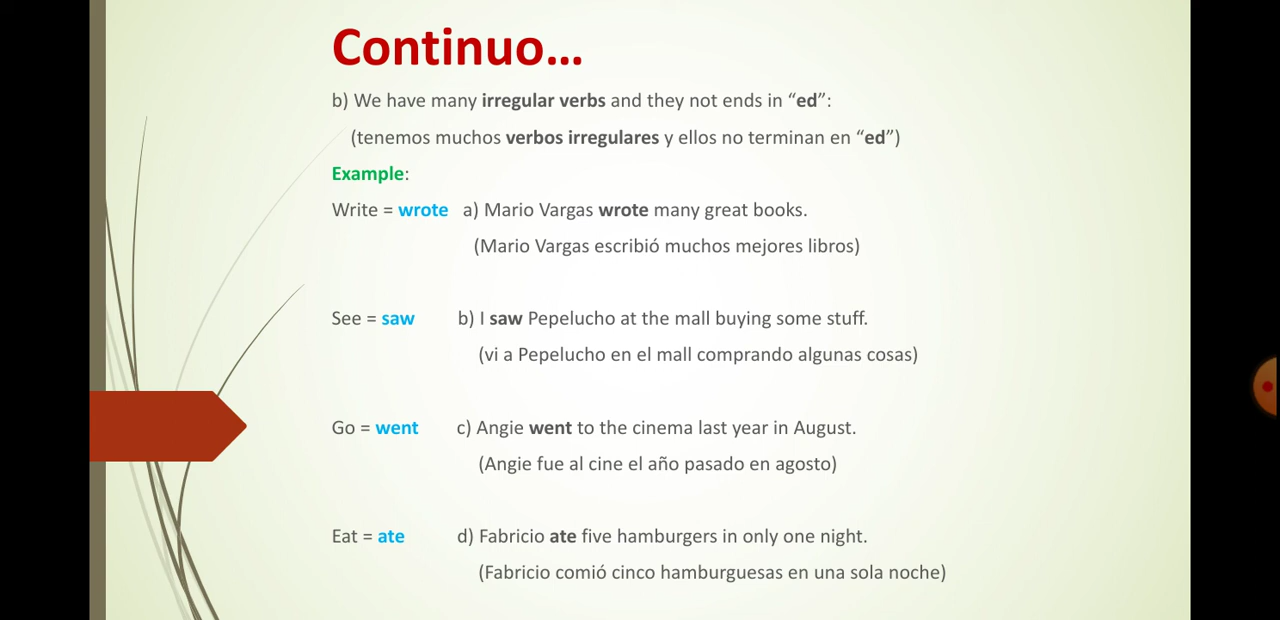 Continuo...
b) We have many irregular verbs and they not ends in “ed”:
(tenemos muchos verbos irregulares y ellos no terminan en “ed”)
Example:
Write = wrote a) Mario Vargas wrote many great books.
(Mario Vargas escribió muchos mejores libros)
See = saw b) I saw Pepelucho at the mall buying some stuff.
(vi a Pepelucho en el mall comprando algunas cosas)
Go = went c) Angie went to the cinema last year in August.
(Angie fue al cine el año pasado en agosto)
Eat = ate d) Fabricio ate five hamburgers in only one night.
(Fabricio comió cinco hamburguesas en una sola noche)